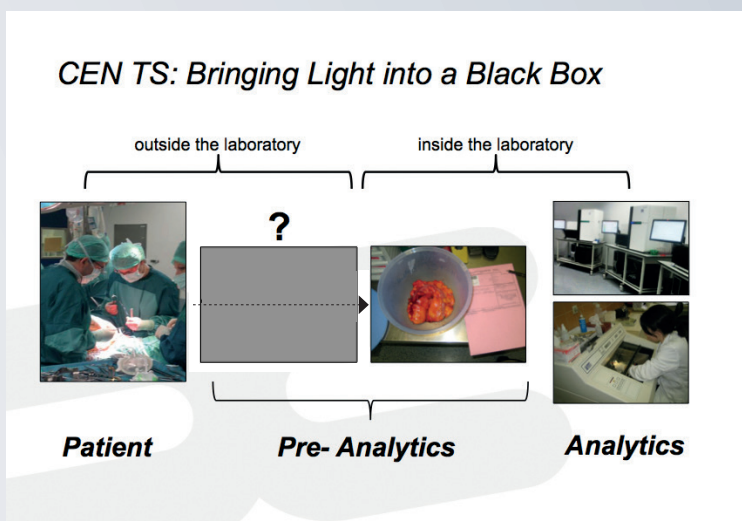 CEN TS: Bringing Light into a Black Box
outside the laboratory
inside the laboratory
?
Patient
Pre- Analytics
Analytics